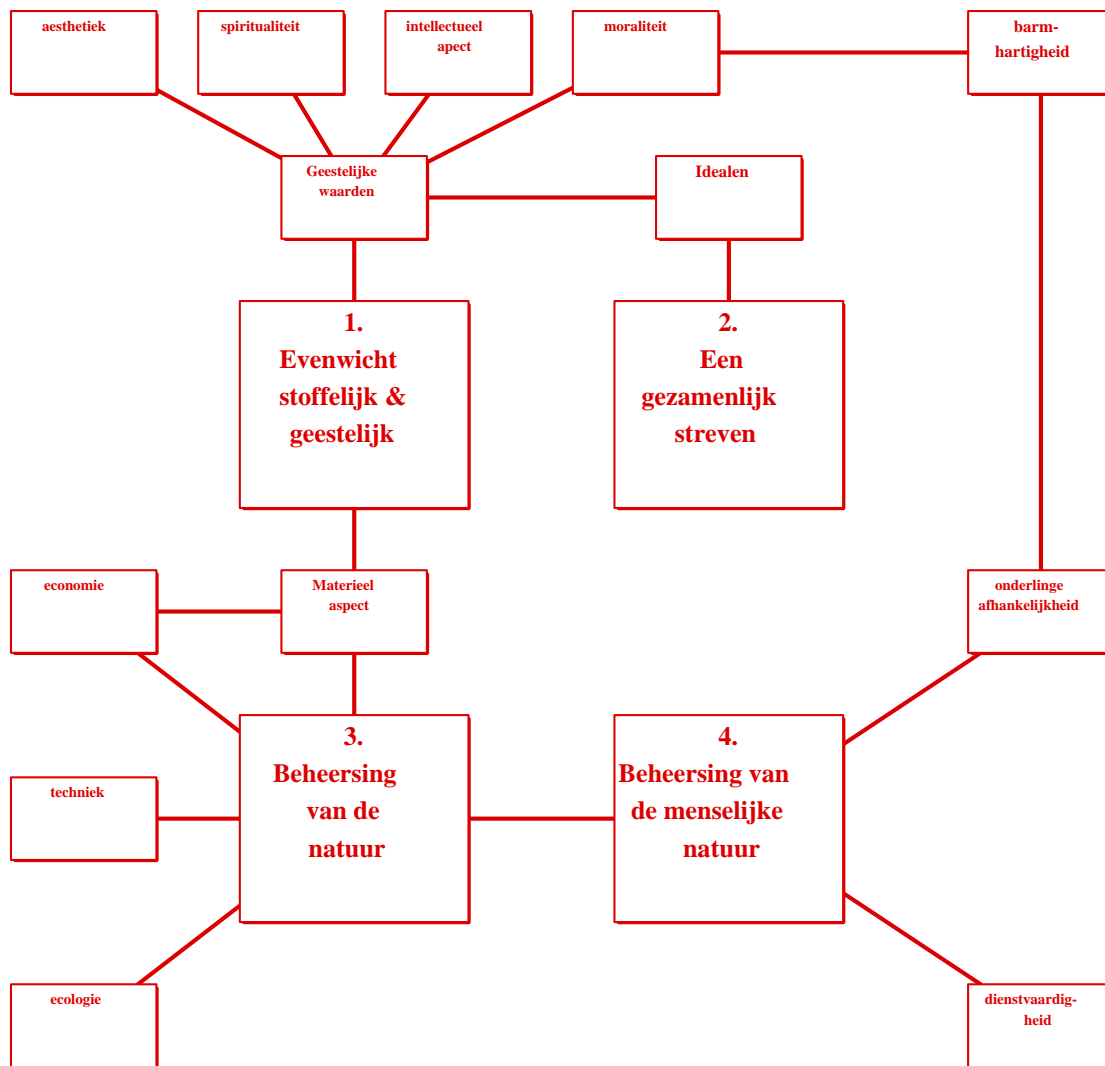 aesthetiek
spiritualiteit
intellectueel
apect
moraliteit
barm-
hartigheid
Geestelijke
waarden
Idealen
1.
Evenwicht
stoffelijk &
geestelijk
2.
Een
gezamenlijk
streven
economie
Materieel
aspect
onderlinge
afhankelijkheid
3.
Beheersing
van de
natuur
4.
Beheersing van
de menselijke
natuur
techniek
ecologie
dienstvaardig-
heid